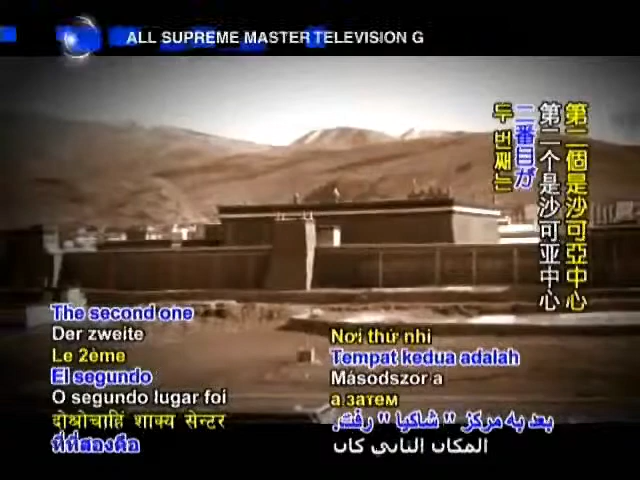 ALL SUPREME MASTER TELEVISION G
第二個是沙可亞中心
第二个是沙可亚中心
二番目が
두 번째는
The second one
Der zweite
Le 2ème
El segundo
O segundo lugar foi
ที่ที่สองคือ
Nơi thứ nhì
Tempat kedua adalah
Másodszor a
а затем
بعد به مرکز " شاکیا " رفت،
المكان الثاني كان